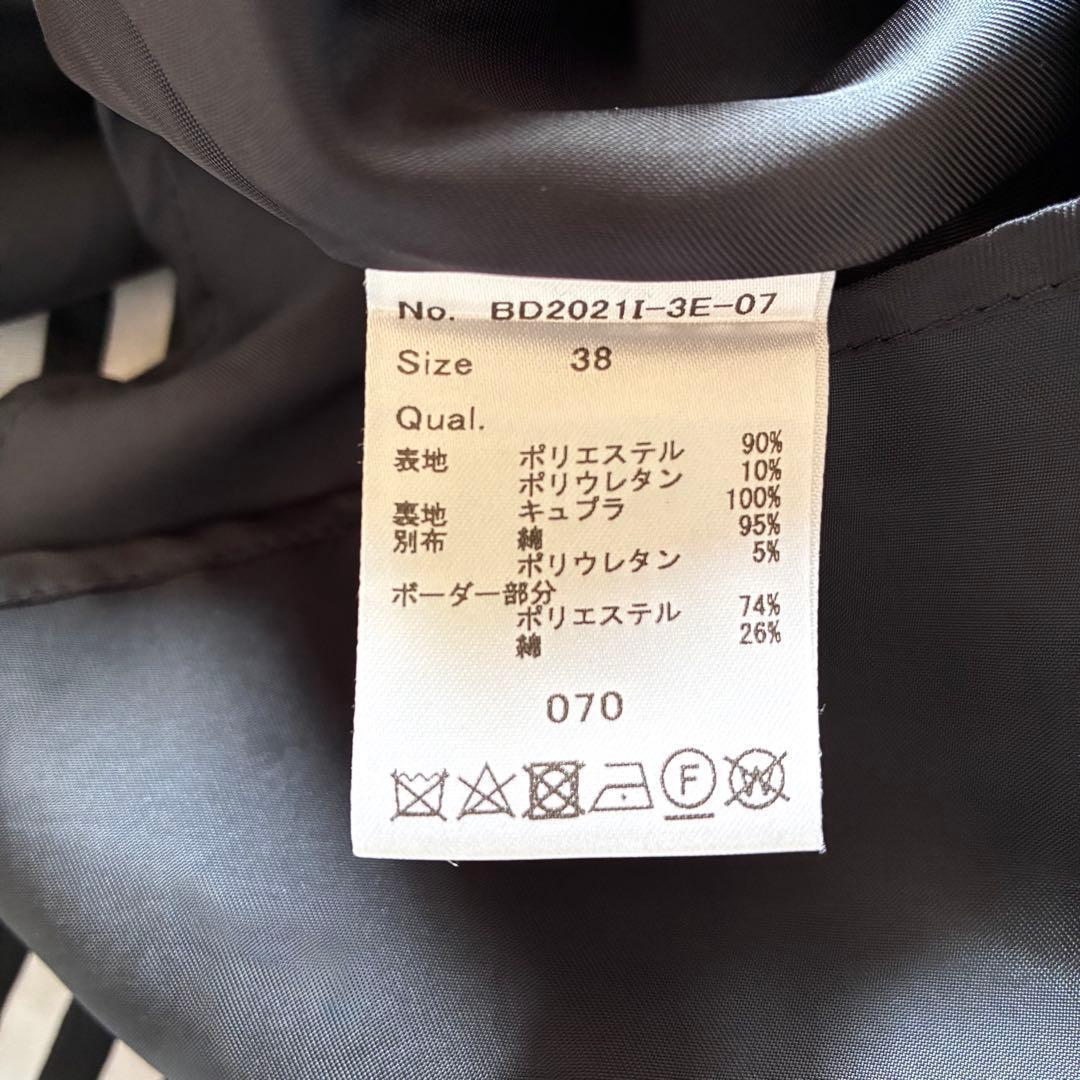 No. BD2021I-3E-07
Size 38
Qual.
表地 ポリエステル 90%
ポリウレタン 10%
裏地 キュプラ 100%
別布 綿 95%
ポリウレタン 5%
ボーダー部分
ポリエステル 74%
綿 26%
070
F W